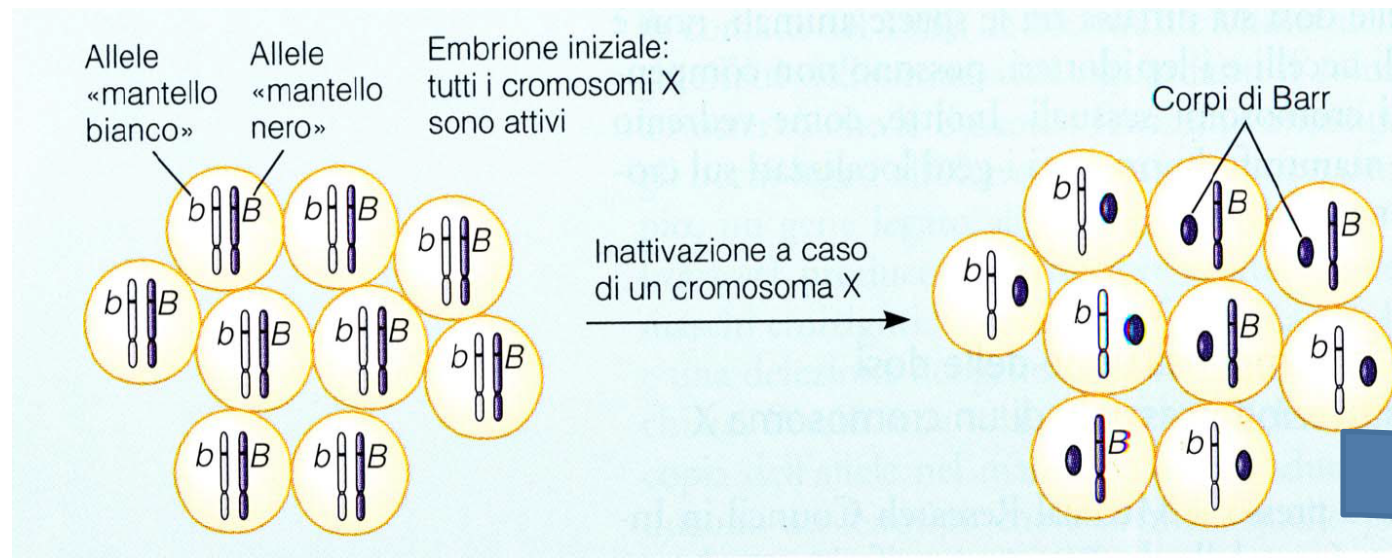 Allele
«mantello
bianco»
Allele
«mantello
nero»
Embrione iniziale:
tutti i cromosomi X
sono attivi
b B
b B
b B
b B
b B
b B
b B
b B
b B
Inattivazione a caso
di un cromosoma X
Corpi di Barr
b
B
B
b
b
B
b
B
b